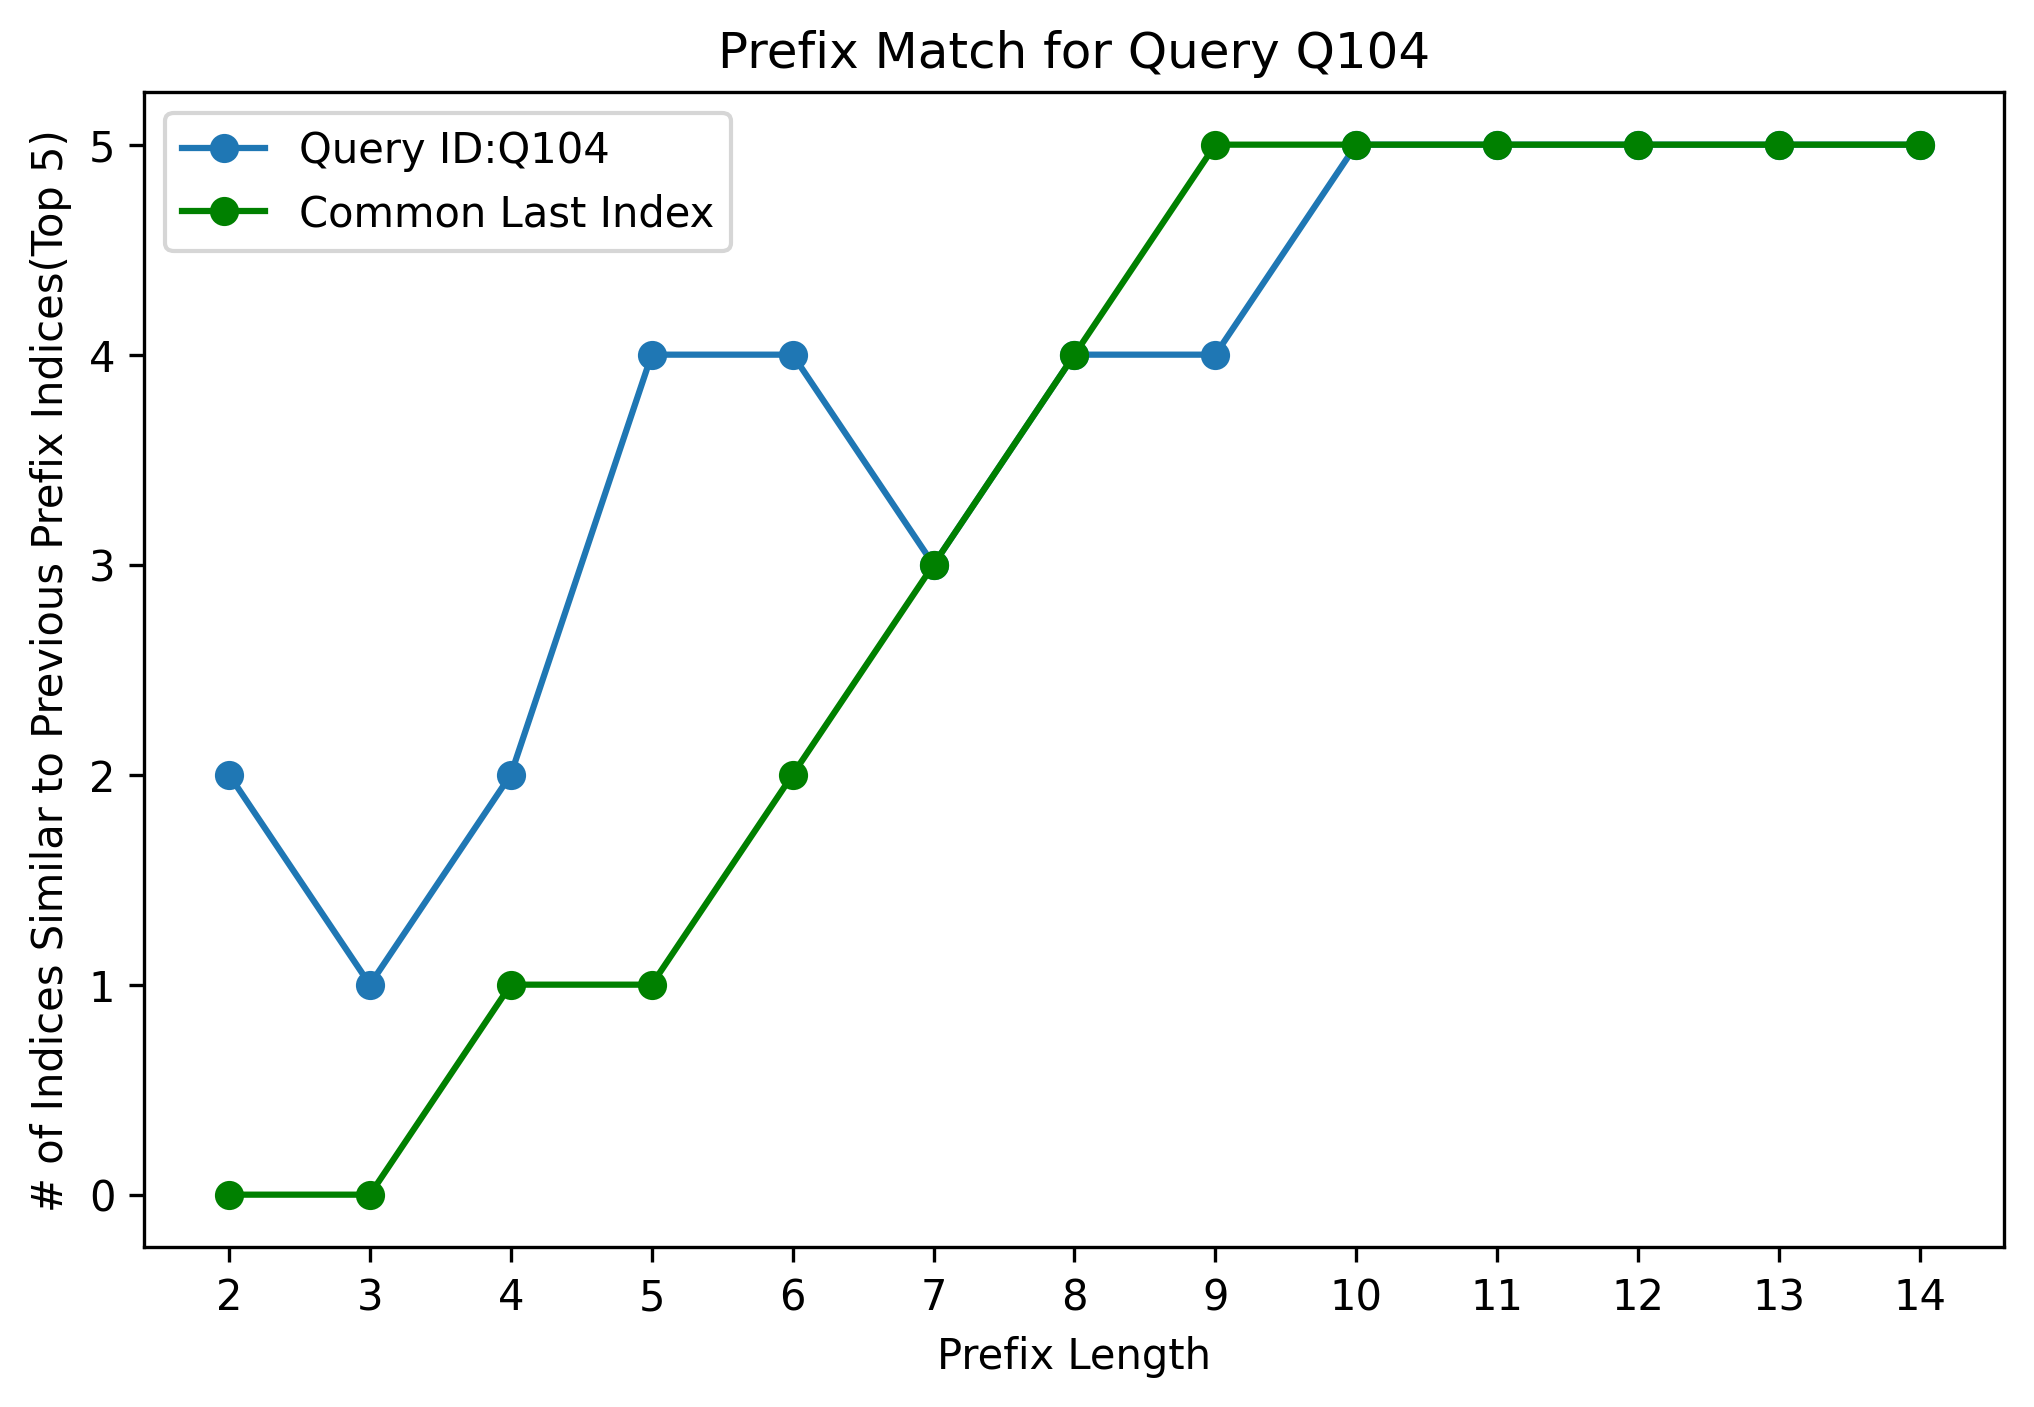 Prefix Match for Query Q104
Query ID:Q104
Common Last Index
# of Indices Similar to Previous Prefix Indices(Top 5)
5
4
3
2
1
0
2 3 4 5 6 7 8 9 10 11 12 13 14
Prefix Length